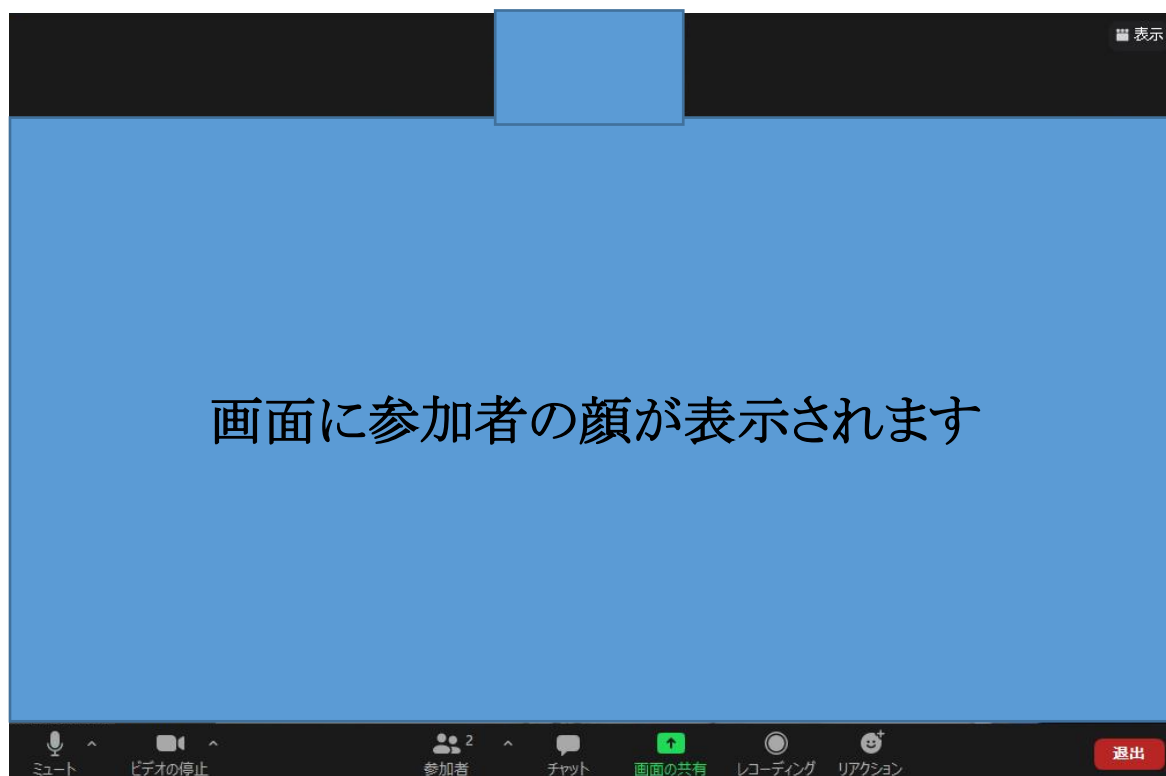 表示
画面に参加者の顔が表示されます
2
ミュート
ビデオの停止
参加者
チャット
画面の共有
レコーディング
リアクション
退出